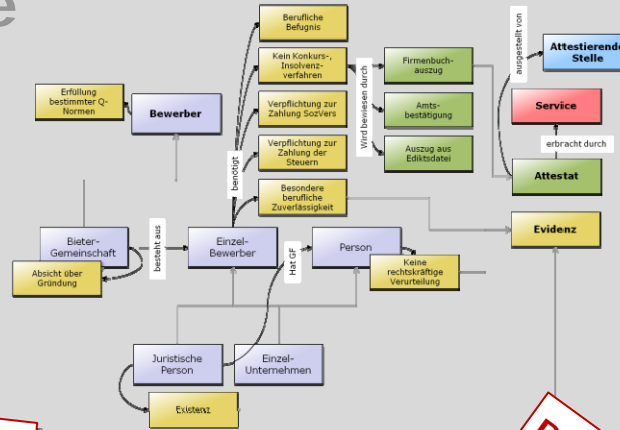 e
Berufliche
Befugnis
ausgestellt von
Attestierende
Stelle
Kein Konkurs-,
Insolvenz-
verfahren
Wird bewiesen durch
Firmenbuch-
auszug
Erfüllung
bestimmter Q-
Normen
Bewerber
Verpflichtung zur
Zahlung SozVers
Amts-
bestätigung
Service
erbracht durch
benötigt
Verpflichtung zur
Zahlung der
Steuern
Auszug aus
Ediktsdatei
Attestat
Besondere
berufliche
Zuverlässigkeit
Evidenz
Bieter-
Gemeinschaft
besteht aus
Einzel-
Bewerber
Hat GF
Person
Absicht über
Gründung
Keine
rechtskräftige
Verurteilung
Juristische
Person
Einzel-
Unternehmen
Existenz